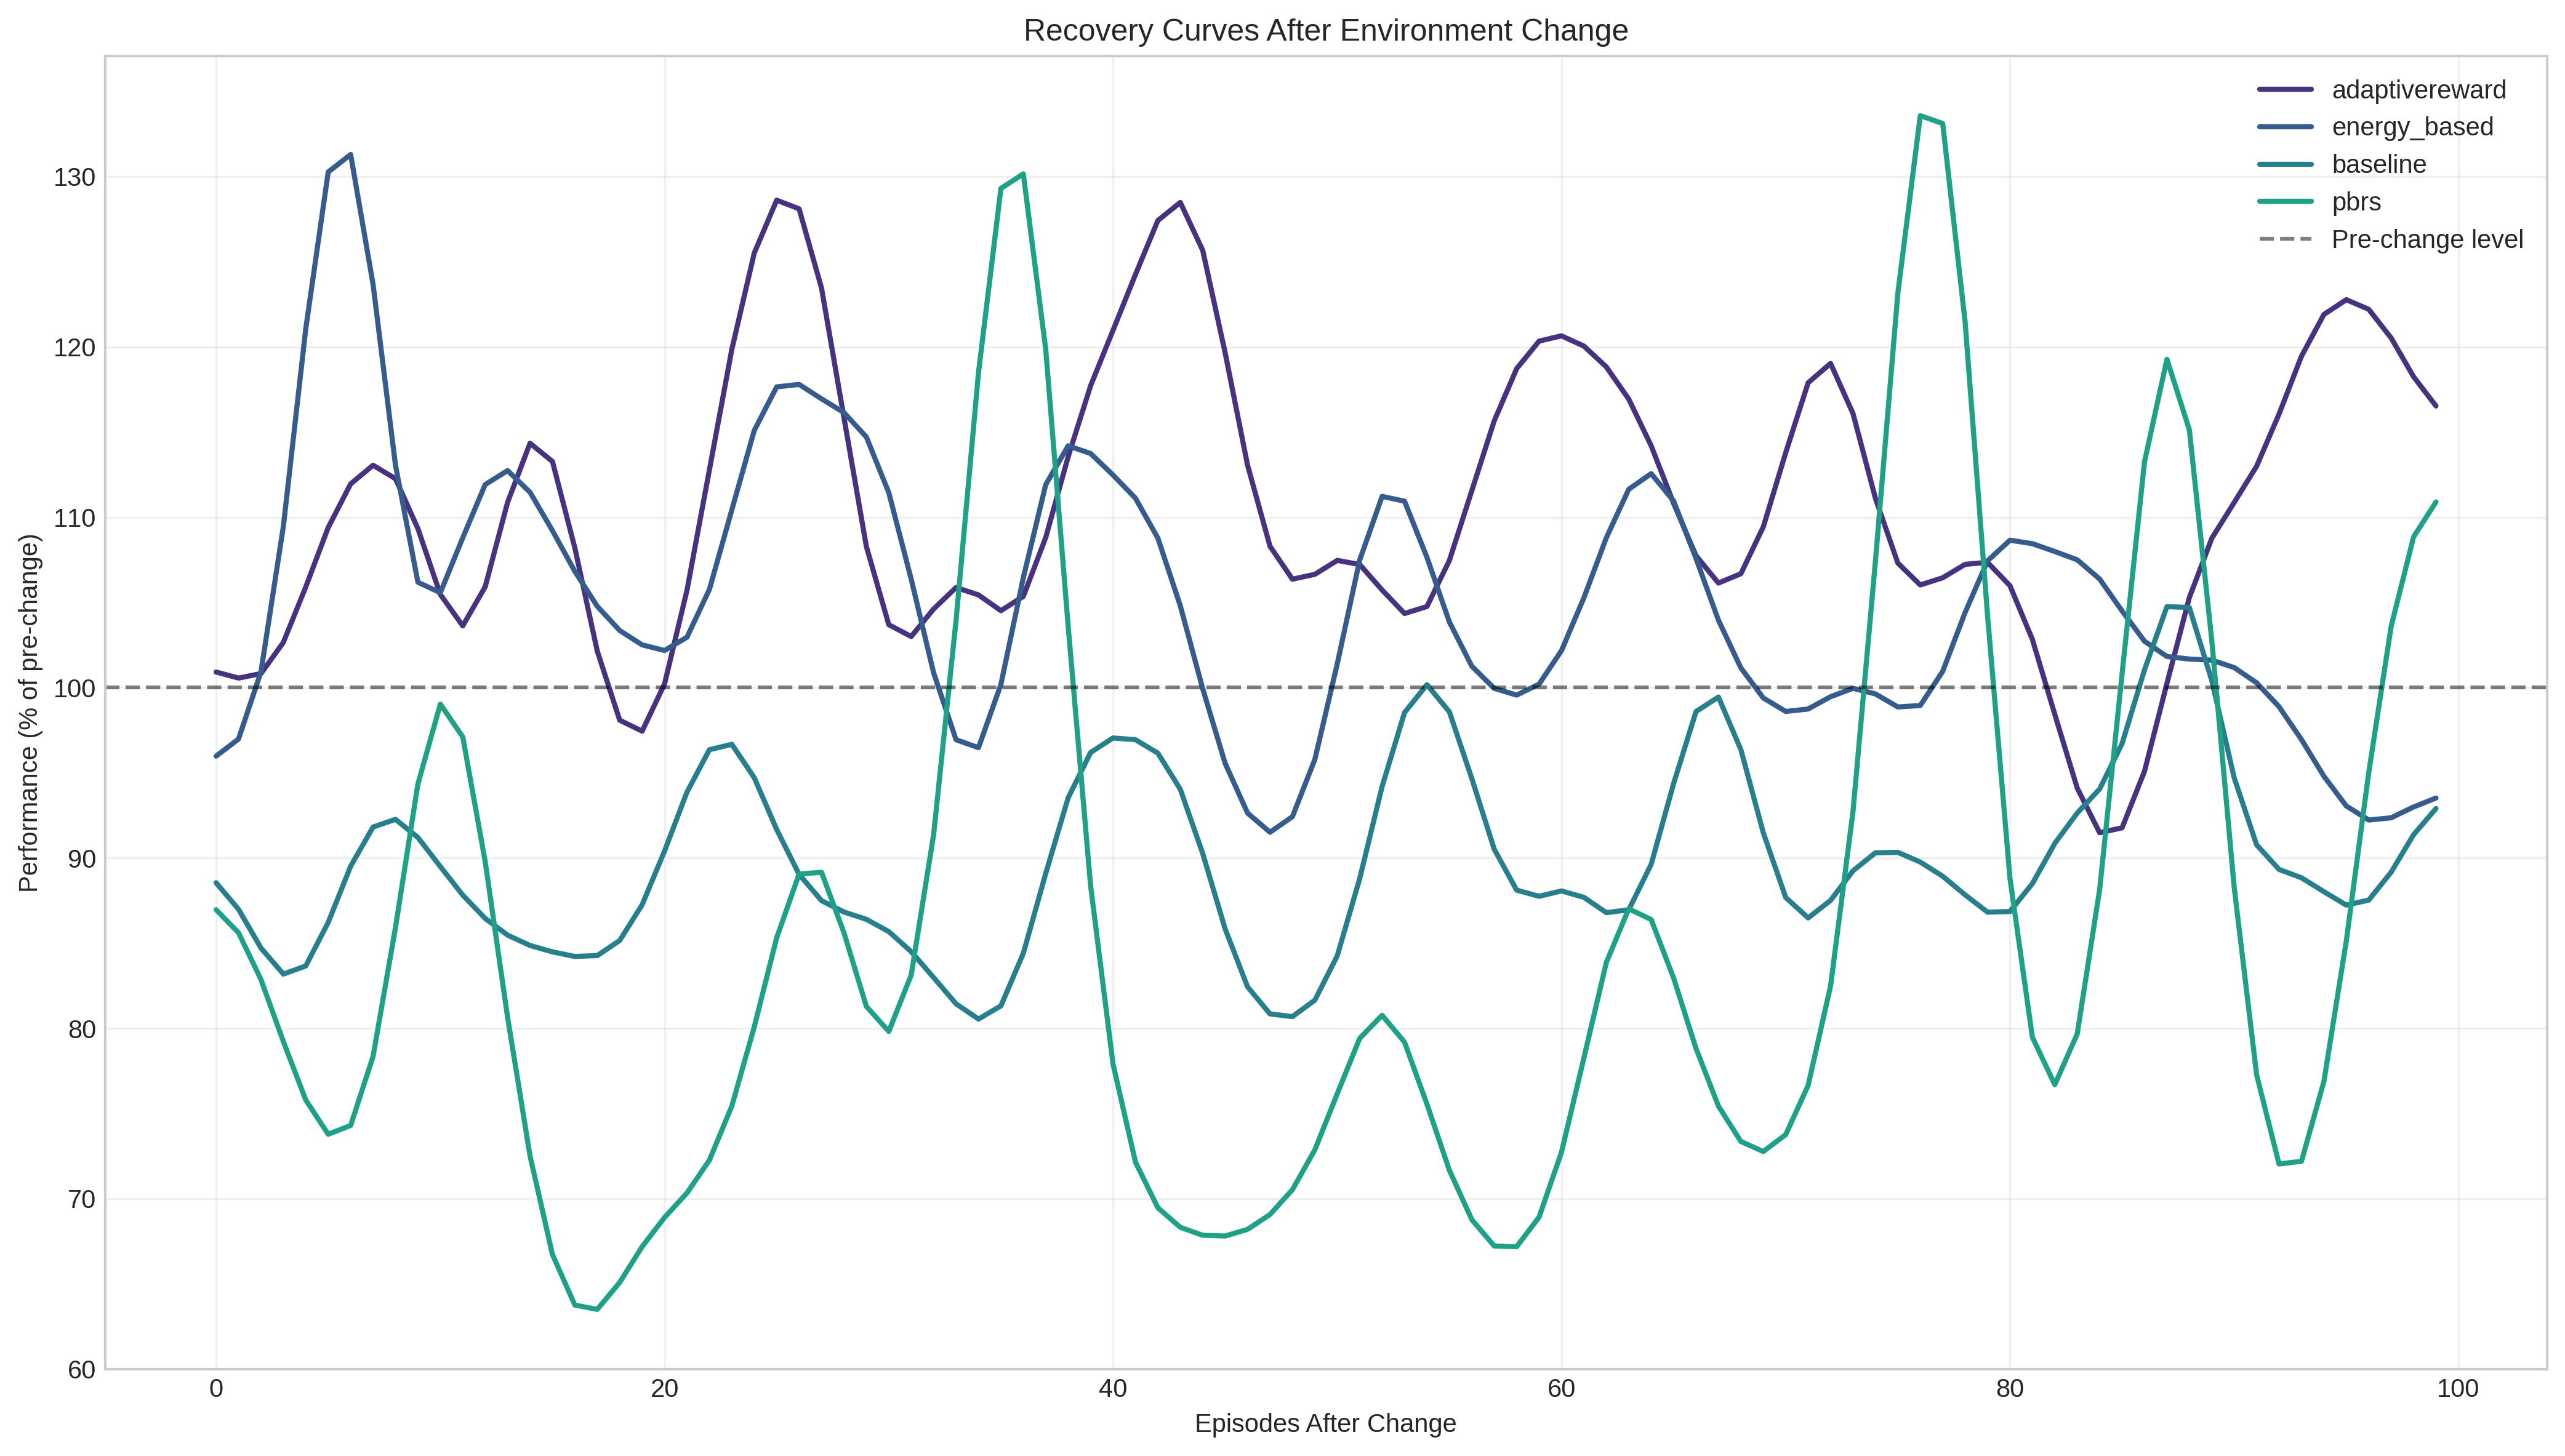 Recovery Curves After Environment Change
adaptivereward
energy_based
baseline
pbrs
Pre-change level
Performance (% of pre-change)
130
120
110
100
90
80
70
60
0
20
40
60
80
100
Episodes After Change